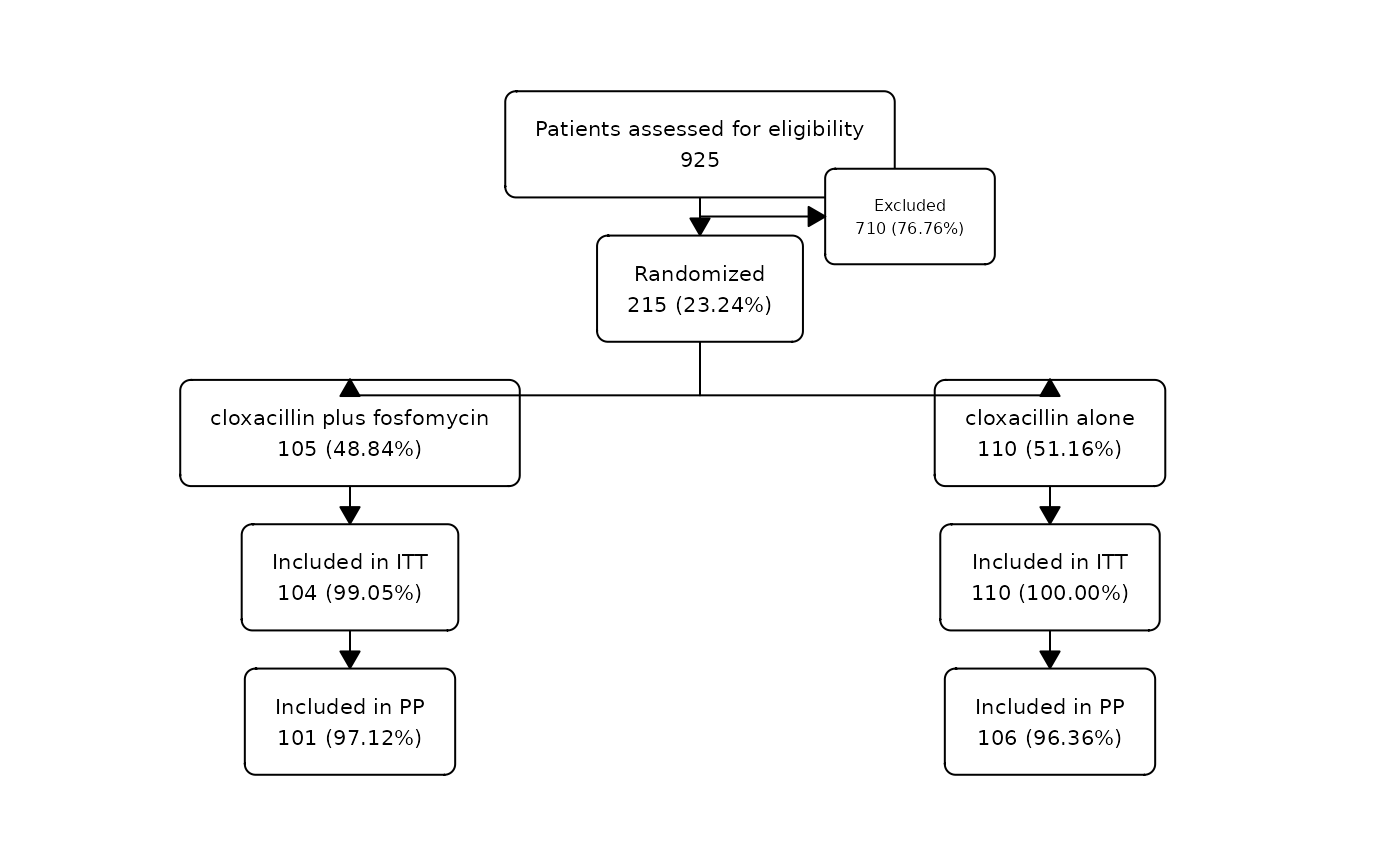 Patients assessed for eligibility
925
Excluded
710 (76.76%)
Randomized
215 (23.24%)
cloxacillin plus fosfomycin
105 (48.84%)
cloxacillin alone
110 (51.16%)
Included in ITT
104 (99.05%)
Included in ITT
110 (100.00%)
Included in PP
101 (97.12%)
Included in PP
106 (96.36%)